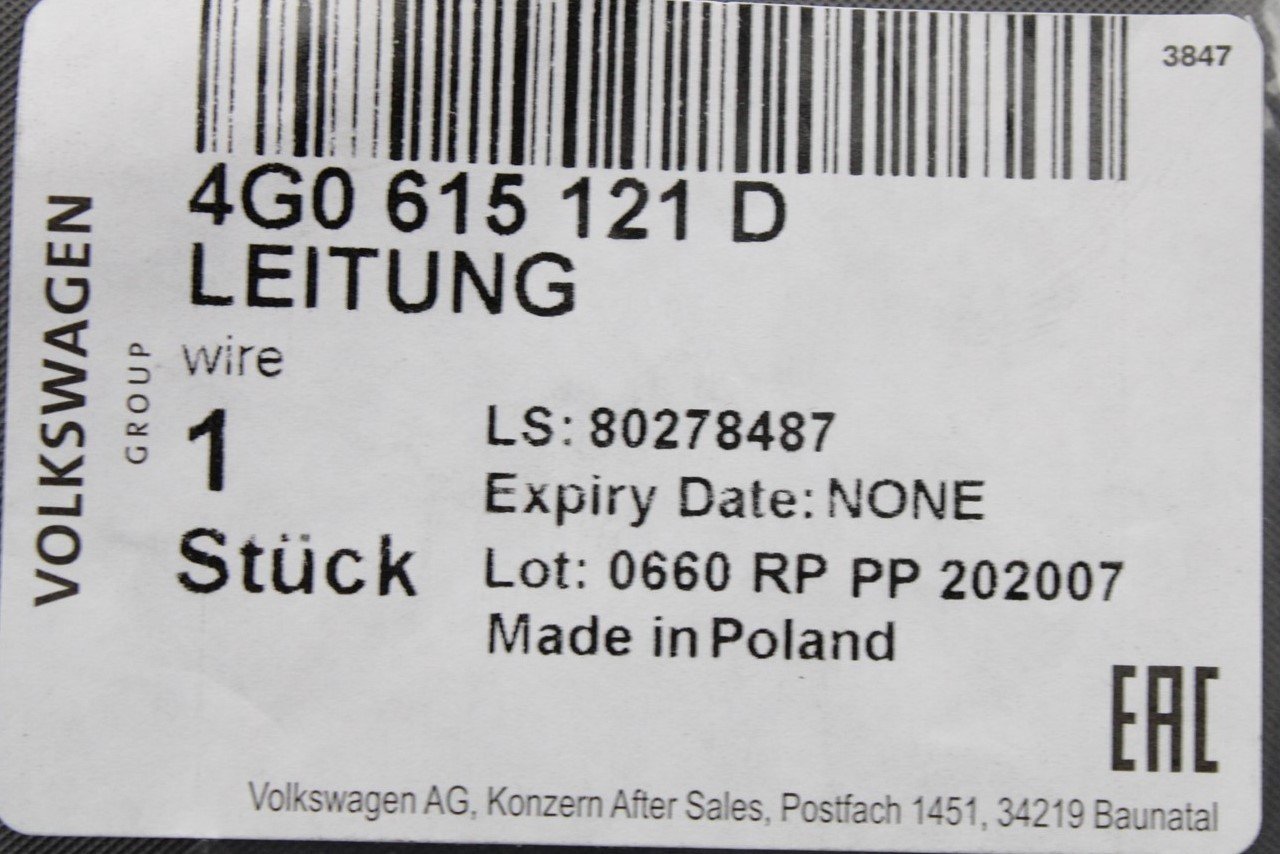 3847
4G0 615 121 D
LEITUNG
wire
1
Stück
LS: 80278487
Expiry Date: NONE
Lot: 0660 RP PP 202007
Made in Poland
VOLKSWAGEN
GROUP
EAC
Volkswagen AG, Konzern After Sales, Postfach 1451, 34219 Baunatal